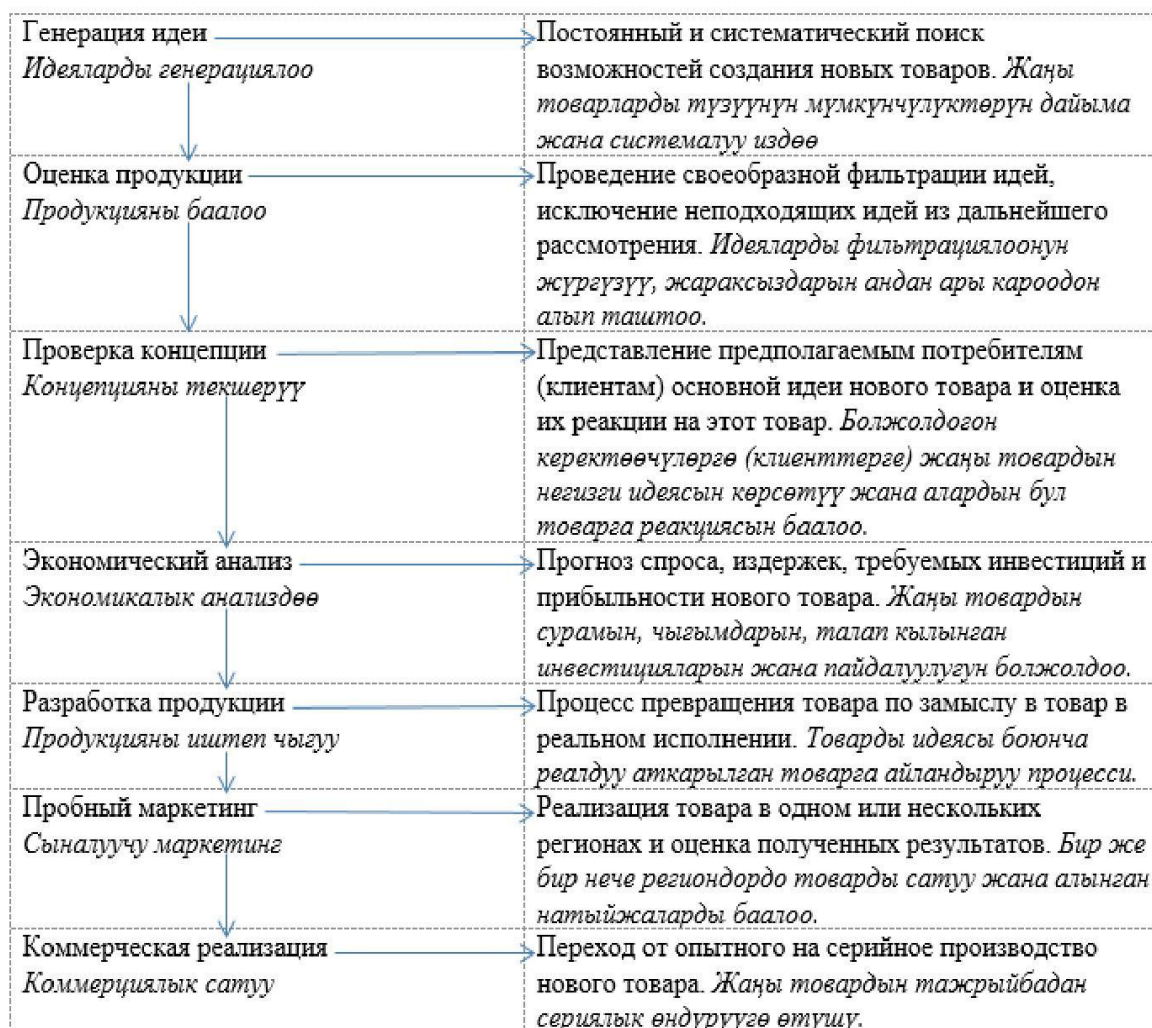 Генерация идеи
Идеяларды генерациялоо
Постоянный и систематический поиск
возможностей создания новых товаров. Жаңы
товарларды түзүүнүн мүмкүнчүлүктөрүн дайыма
жана системалуу издөө
Оценка продукции
Продукцияны баалоо
Проведение своеобразной фильтрации идей,
исключение неподходящих идей из дальнейшего
рассмотрения. Идеяларды фильтрациялоонун
жүргүзүү, жараксыздарын андан ары кароодон
алып таштоо.
Проверка концепции
Концепцияны текшерүү
Представление предполагаемым потребителям
(клиентам) основной идеи нового товара и оценка
их реакции на этот товар. Болжолдогон
керектөөчүлөргө (клиенттерге) жаңы товардын
негизги идеясын көрсөтүү жана алардын бул
товарга реакциясын баалоо.
Экономический анализ
Экономикалык анализдөө
Прогноз спроса, издержек, требуемых инвестиций и
прибыльности нового товара. Жаңы товардын
сурамын, чыгымдарын, талап кылынган
инвестицияларын жана пайдалуулугун болжолдоо.
Разработка продукции
Продукцияны иштеп чыгуу
Процесс превращения товара по замыслу в товар в
реальном исполнении. Товарды идеясы боюнча
реалдуу аткарылган товарга айландыруу процесси.
Пробный маркетинг
Сыналуучу маркетинг
Реализация товара в одном или нескольких
регионах и оценка полученных результатов. Бир же
бир нече региондордо товарды сатуу жана алынган
натыйжаларды баалоо.
Коммерческая реализация
Коммерциялык сатуу
Переход от опытного на серийное производство
нового товара. Жаңы товардын тажрыйбадан
сериялык өндүрүүгө өтүшү.